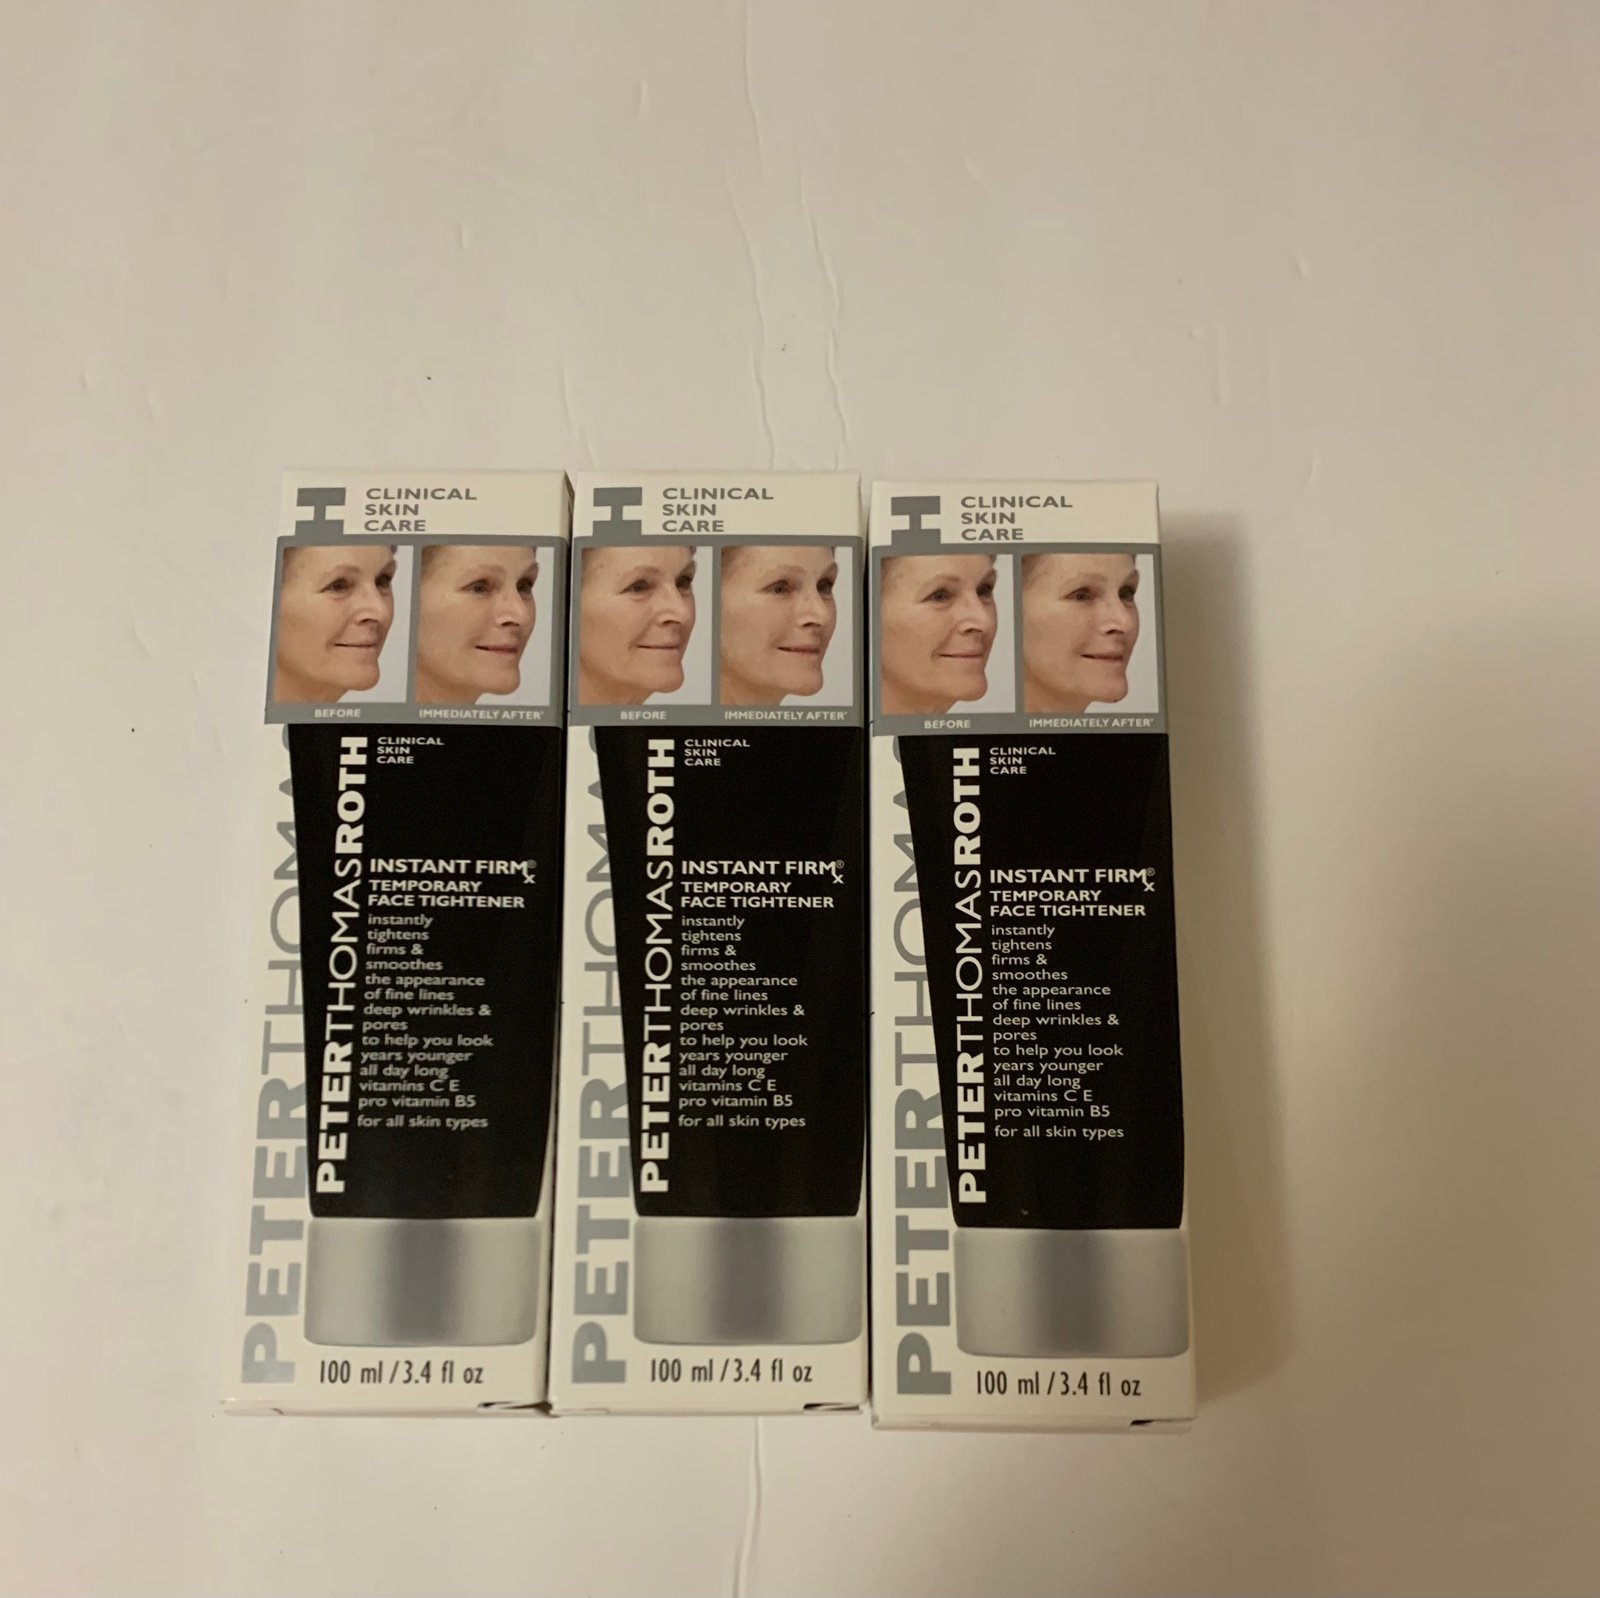 CLINICAL
SKIN
CARE
BEFORE
IMMEDIATELY AFTER*
PETERTHOMASROTH
CLINICAL
SKIN
CARE
PETERTHOMASROTH
INSTANT FIRMx®
TEMPORARY
FACE TIGHTENER
instantly
tightens
firms &
smoothes
the appearance
of fine lines
deep wrinkles &
pores
to help you look
years younger
all day long
vitamins C E
pro vitamin B5
for all skin types
100 ml / 3.4 fl oz
CLINICAL
SKIN
CARE
BEFORE
IMMEDIATELY AFTER*
PETERTHOMASROTH
CLINICAL
SKIN
CARE
PETERTHOMASROTH
INSTANT FIRMx®
TEMPORARY
FACE TIGHTENER
instantly
tightens
firms &
smoothes
the appearance
of fine lines
deep wrinkles &
pores
to help you look
years younger
all day long
vitamins C E
pro vitamin B5
for all skin types
100 ml / 3.4 fl oz
CLINICAL
SKIN
CARE
BEFORE
IMMEDIATELY AFTER*
PETERTHOMASROTH
CLINICAL
SKIN
CARE
PETERTHOMASROTH
INSTANT FIRMx®
TEMPORARY
FACE TIGHTENER
instantly
tightens
firms &
smoothes
the appearance
of fine lines
deep wrinkles &
pores
to help you look
years younger
all day long
vitamins C E
pro vitamin B5
for all skin types
100 ml / 3.4 fl oz